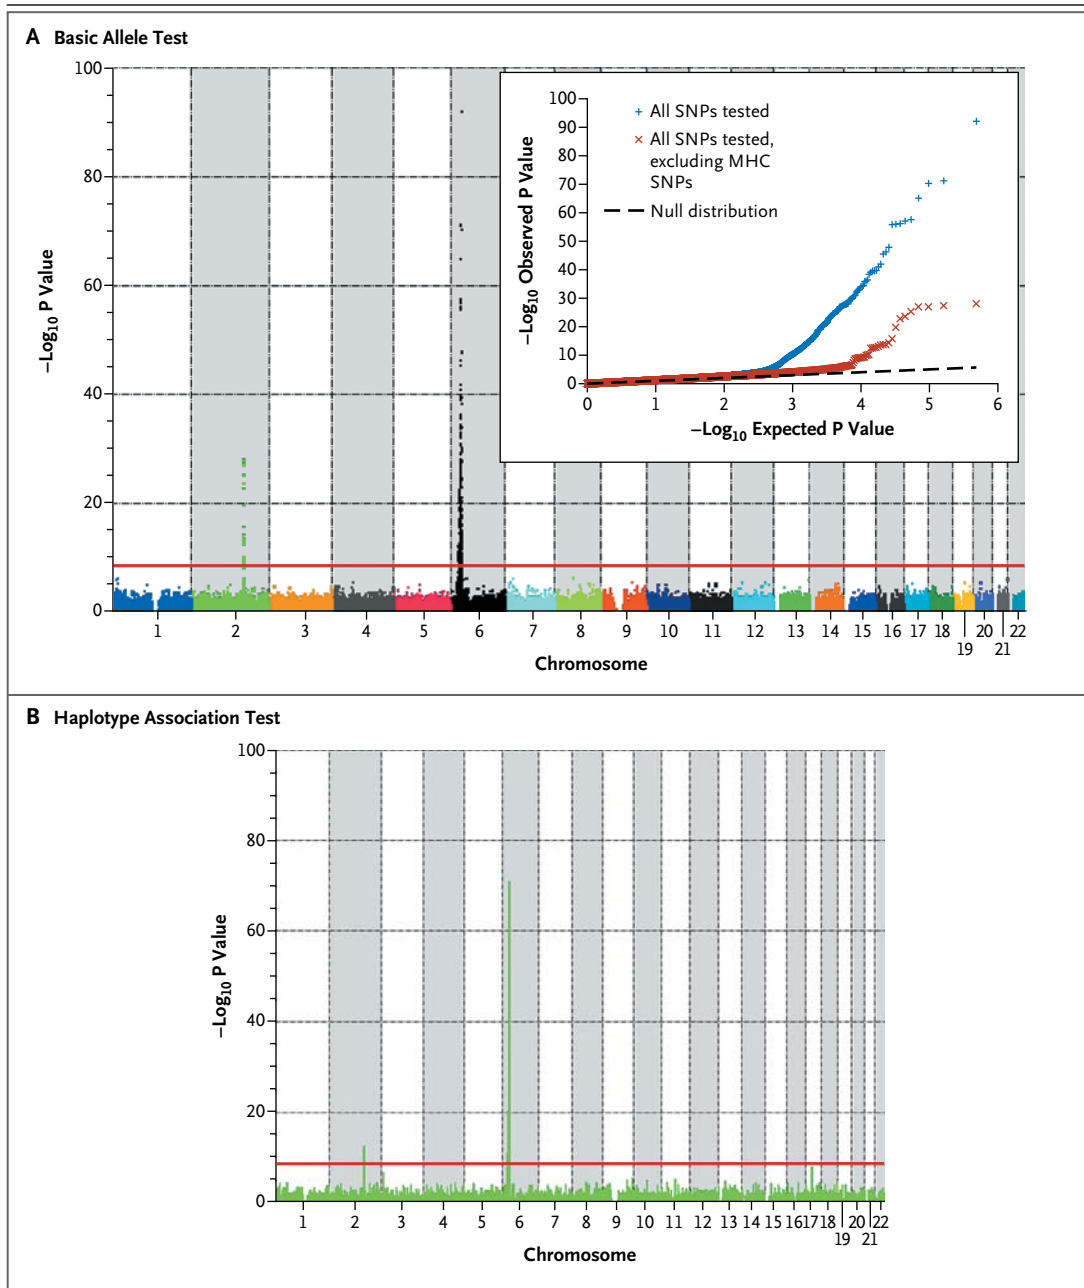 A Basic Allele Test
100
80
60
40
20
0
−Log10 P Value
1 2 3 4 5 6 7 8 9 10 11 12 13 14 15 16 17 18 19 20 21 22
Chromosome
100
90
80
70
60
50
40
30
20
10
0
−Log10 Observed P Value
+ All SNPs tested
× All SNPs tested,
excluding MHC
SNPs
Null distribution
0 1 2 3 4 5 6
−Log10 Expected P Value
B Haplotype Association Test
100
80
60
40
20
0
−Log10 P Value
1 2 3 4 5 6 7 8 9 10 11 12 13 14 15 16 17 18 19 20 21 22
Chromosome